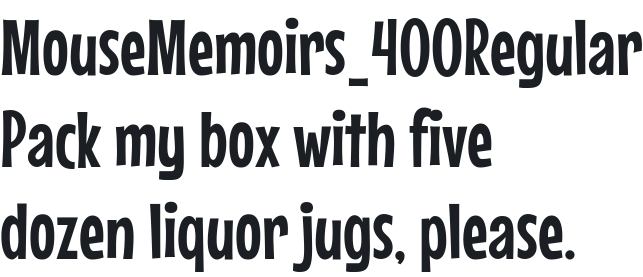 MouseMemoirs_400Regular
Pack my box with five
dozen liquor jugs, please.